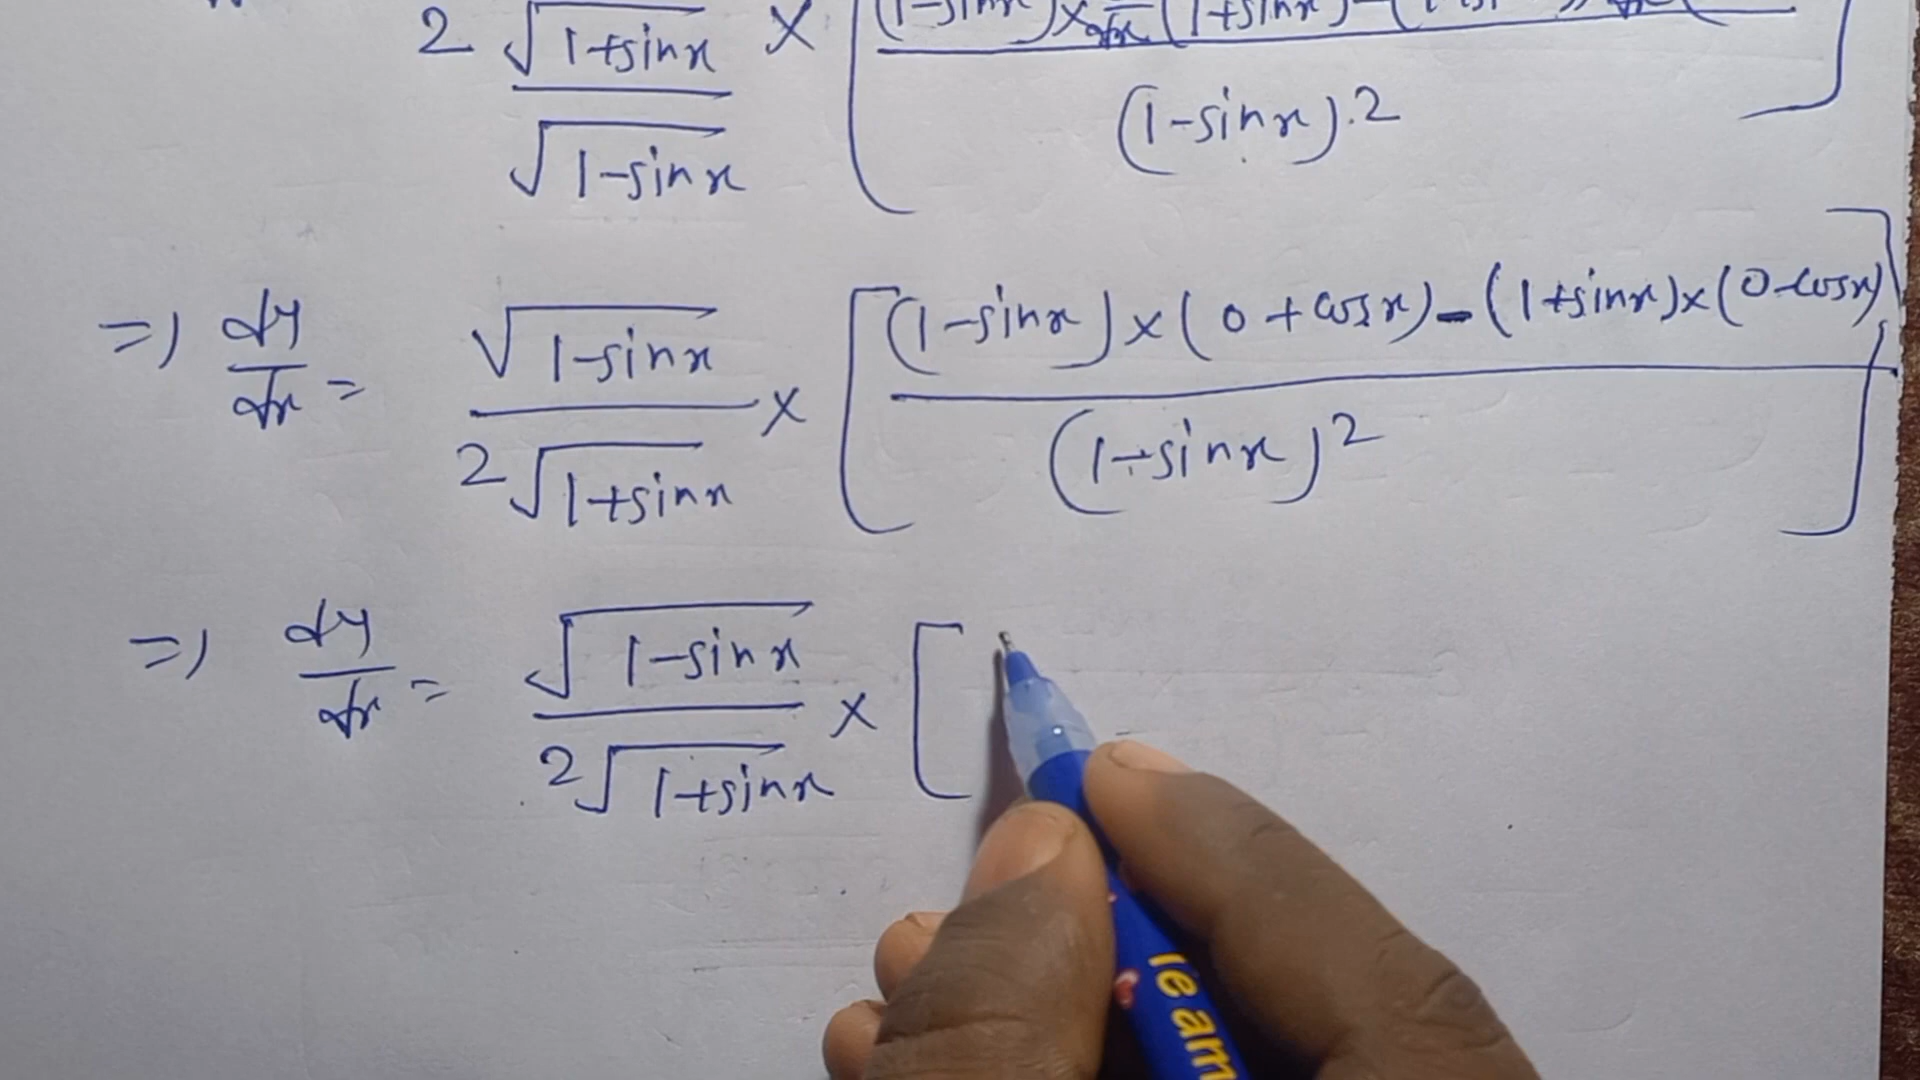 2 √1+sinx / √1-sinx × [(1-sinx)×d/dx(1+sinx)-( / (1-sinx).2]
=) dy/dx = √1-sinx / 2√1+sinx × [(1-sinx)×(0+cosx)-(1+sinx)×(0-cosx) / (1-sinx)2]
=) dy/dx = √1-sinx / 2√1+sinx × [
Team